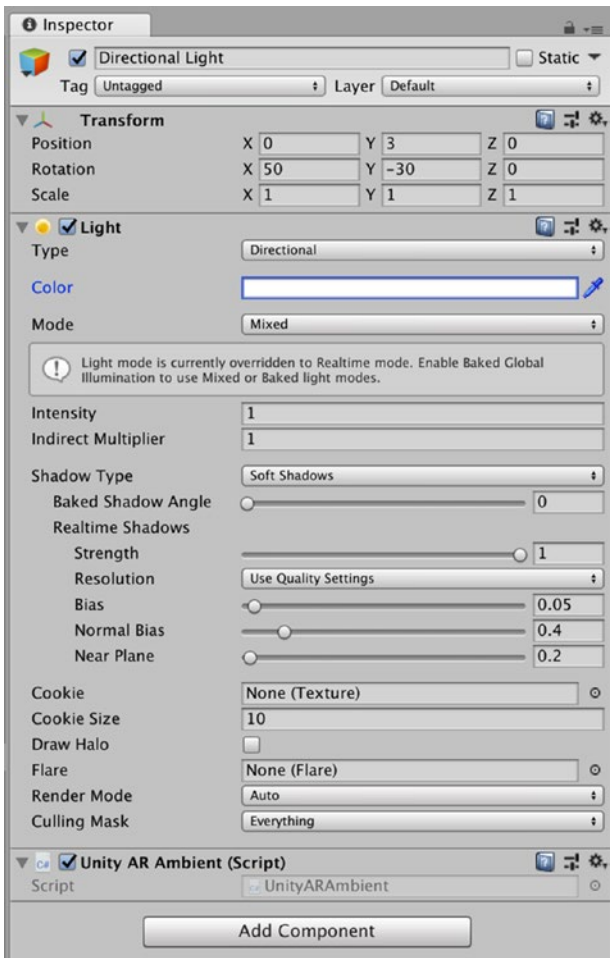 Inspector
Directional Light Static
Tag Untagged Layer Default
Transform
Position X 0 Y 3 Z 0
Rotation X 50 Y -30 Z 0
Scale X 1 Y 1 Z 1
Light
Type Directional
Color
Mode Mixed
Light mode is currently overridden to Realtime mode. Enable Baked Global
Illumination to use Mixed or Baked light modes.
Intensity 1
Indirect Multiplier 1
Shadow Type Soft Shadows
Baked Shadow Angle 0
Realtime Shadows
Strength 1
Resolution Use Quality Settings
Bias 0.05
Normal Bias 0.4
Near Plane 0.2
Cookie None (Texture)
Cookie Size 10
Draw Halo
Flare None (Flare)
Render Mode Auto
Culling Mask Everything
C# Unity AR Ambient (Script)
Script UnityARAmbient
Add Component